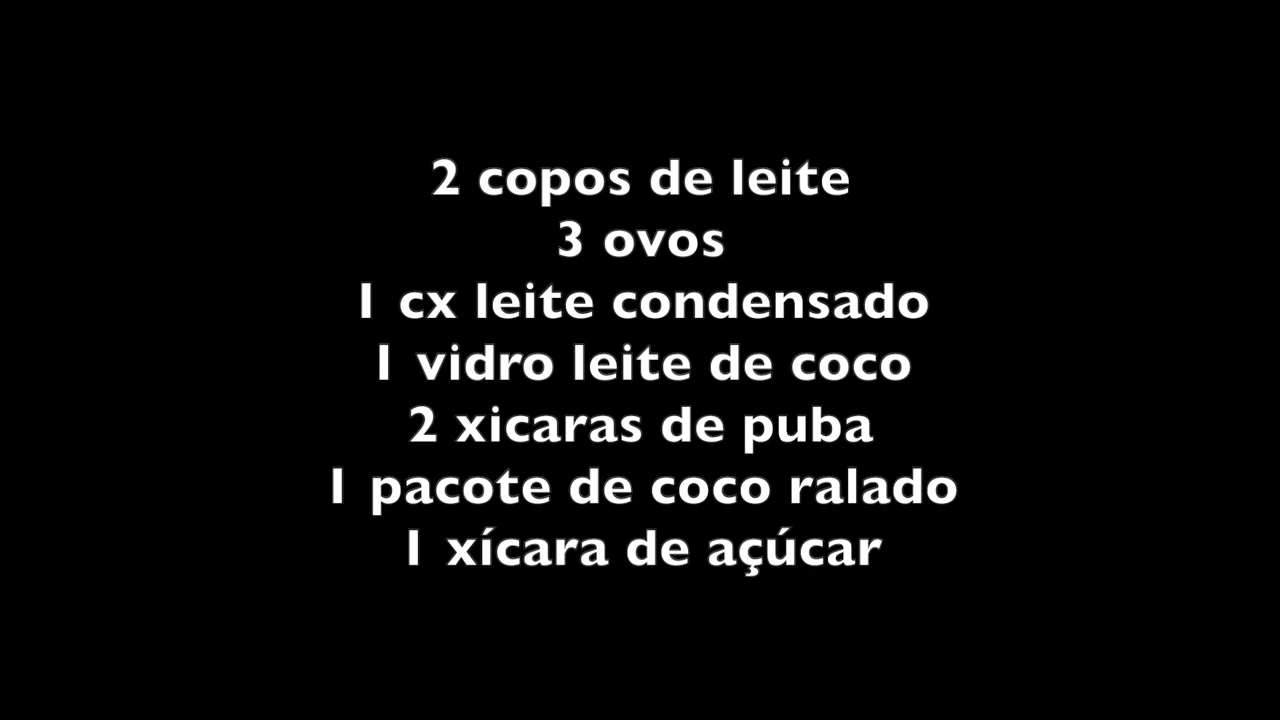 2 copos de leite
3 ovos
1 cx leite condensado
1 vidro leite de coco
2 xicaras de puba
1 pacote de coco ralado
1 xícara de açúcar